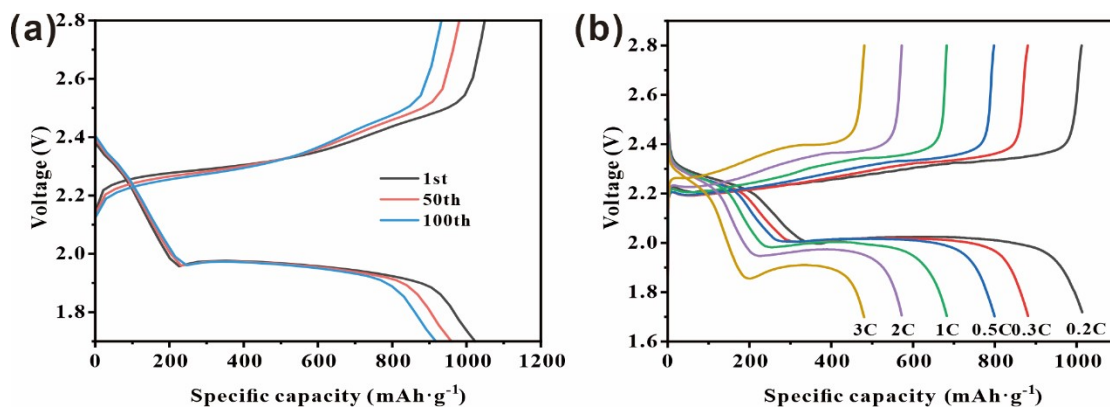 (a)
Voltage (V)
2.8
2.6
2.4
2.2
2.0
1.8
1st
50th
100th
0 200 400 600 800 1000 1200
Specific capacity (mAh·g⁻¹)
(b)
Voltage (V)
2.8
2.6
2.4
2.2
2.0
1.8
1.6
3C 2C 1C 0.5C 0.3C 0.2C
0 200 400 600 800 1000
Specific capacity (mAh·g⁻¹)